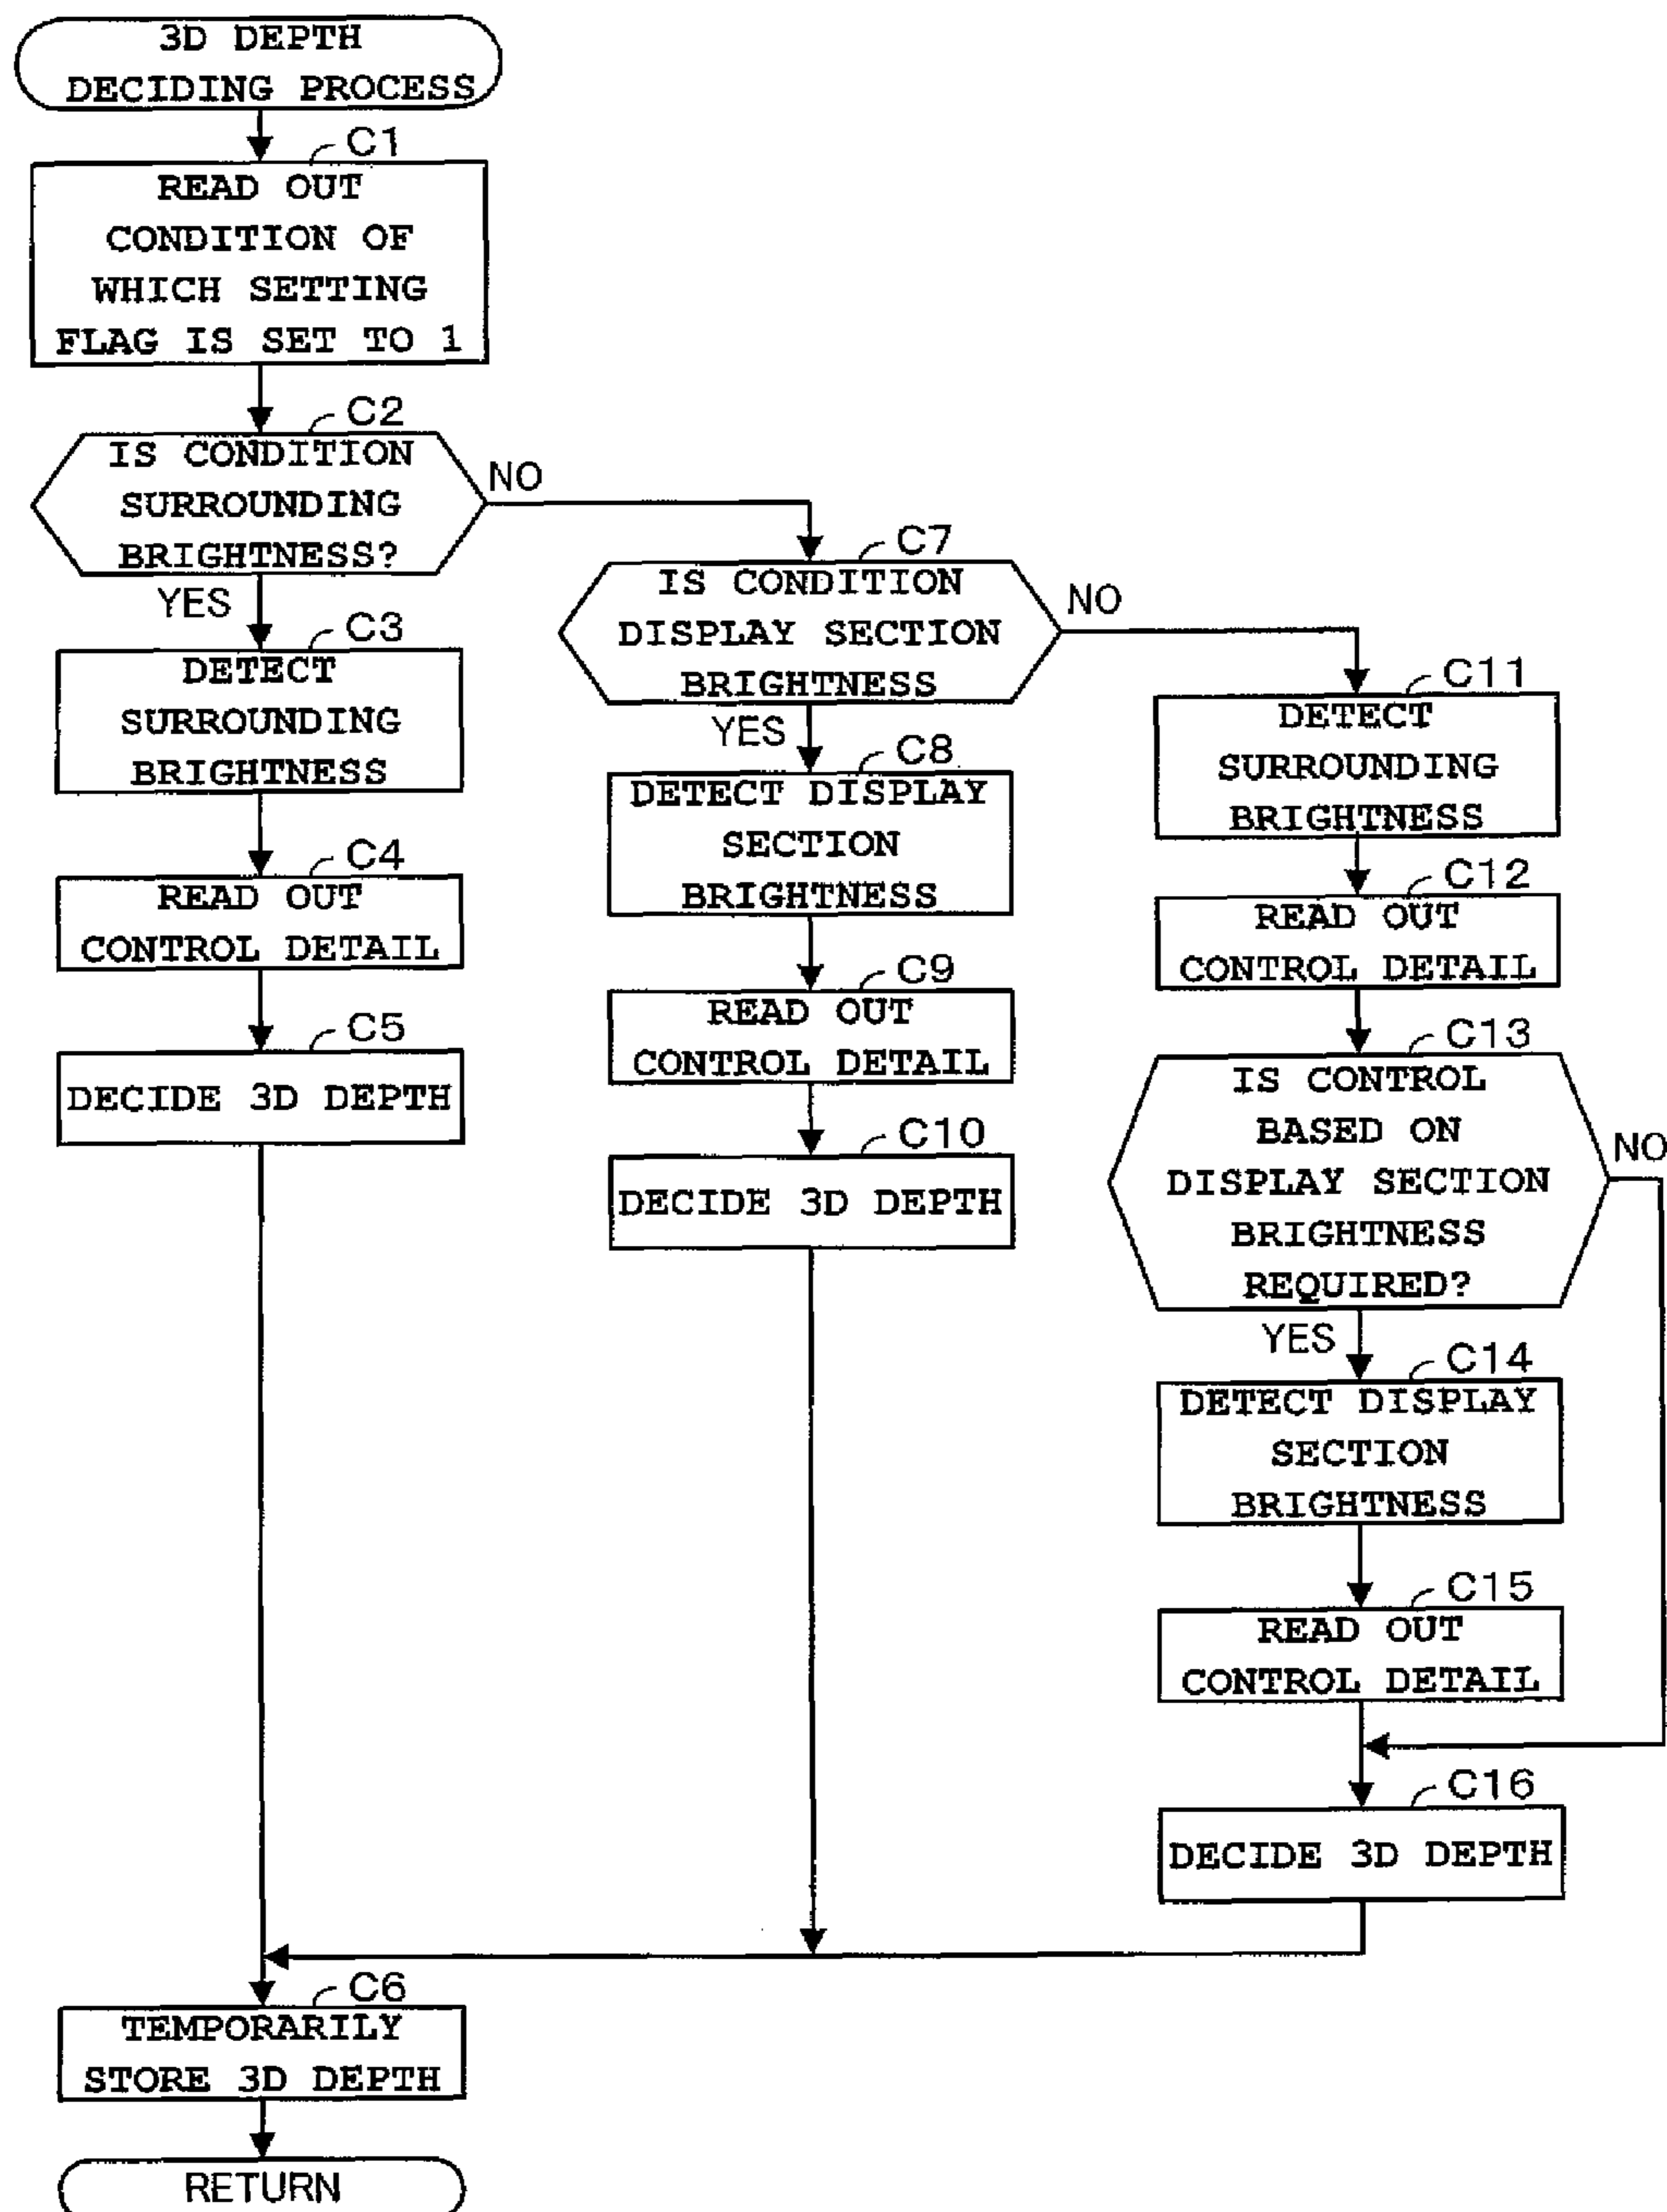 3D DEPTH
DECIDING PROCESS
C1
READ OUT
CONDITION OF
WHICH SETTING
FLAG IS SET TO 1
C2
IS CONDITION
SURROUNDING
BRIGHTNESS?
NO
YES
C3
DETECT
SURROUNDING
BRIGHTNESS
C4
READ OUT
CONTROL DETAIL
C5
DECIDE 3D DEPTH
C7
IS CONDITION
DISPLAY SECTION
BRIGHTNESS
NO
YES
C8
DETECT DISPLAY
SECTION
BRIGHTNESS
C9
READ OUT
CONTROL DETAIL
C10
DECIDE 3D DEPTH
C11
DETECT
SURROUNDING
BRIGHTNESS
C12
READ OUT
CONTROL DETAIL
C13
IS CONTROL
BASED ON
DISPLAY SECTION
BRIGHTNESS
REQUIRED?
NO
YES
C14
DETECT DISPLAY
SECTION
BRIGHTNESS
C15
READ OUT
CONTROL DETAIL
C16
DECIDE 3D DEPTH
C6
TEMPORARILY
STORE 3D DEPTH
RETURN